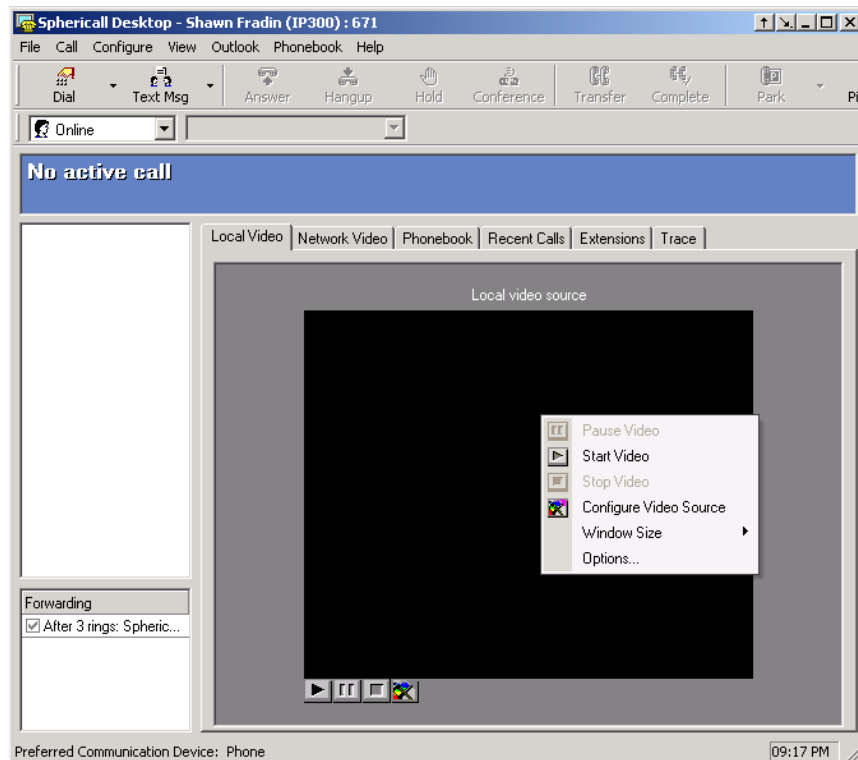 Sphericall Desktop - Shawn Fradin (IP300) : 671
File Call Configure View Outlook Phonebook Help
Dial Text Msg Answer Hangup Hold Conference Transfer Complete Park Pi
Online
No active call
Local Video Network Video Phonebook Recent Calls Extensions Trace
Local video source
Pause Video
Start Video
Stop Video
Configure Video Source
Window Size
Options...
Forwarding
After 3 rings: Spheric...
Preferred Communication Device: Phone 09:17 PM